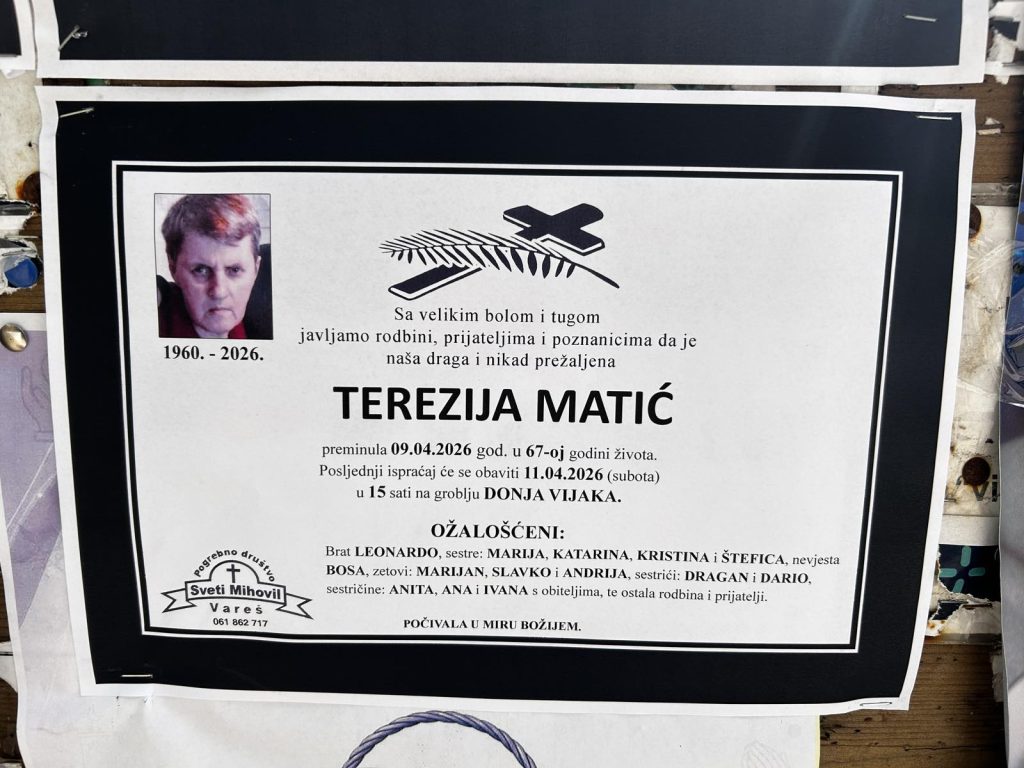 1960. - 2026.
Sa velikim bolom i tugom
javljamo rodbini, prijateljima i poznanicima da je
naša draga i nikad prežaljena
TEREZIJA MATIĆ
preminula 09.04.2026 god. u 67-oj godini života.
Posljednji ispraćaj će se obaviti 11.04.2026 (subota)
u 15 sati na groblju DONJA VIJAKA.
OŽALOŠĆENI:
Brat LEONARDO, sestre: MARIJA, KATARINA, KRISTINA i ŠTEFICA, nevjesta
BOSA, zetovi: MARIJAN, SLAVKO i ANDRIJA, sestrići: DRAGAN i DARIO,
sestričine: ANITA, ANA i IVANA s obiteljima, te ostala rodbina i prijatelji.
POČIVALA U MIRU BOŽIJEM.
Pogrebno društvo
Sveti Mihovil
Vareš
061 862 717